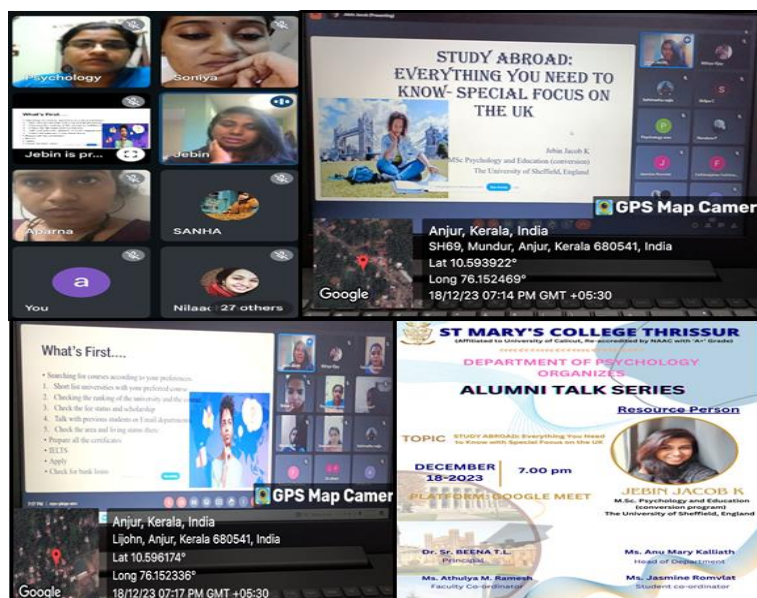 Psychology
Soniya
What's First....
Jebin is pr...
Jebin
Aparna
SANHA
You
a
Nilaac
27 others
STUDY ABROAD:
EVERYTHING YOU NEED TO
KNOW- SPECIAL FOCUS ON
THE UK
Jebin Jacob K
MSc Psychology and Education (conversion)
The University of Sheffield, England
GPS Map Camer
Anjur, Kerala, India
SH69, Mundur, Anjur, Kerala 680541, India
Lat 10.593922°
Long 76.152469°
18/12/23 07:14 PM GMT +05:30
Google
What's First....
• Searching for courses according to your preferences
1. Short list universities with your preferred course
2. Checking the ranking of the university and the
3. Check the fee status and scholarship
4. Talk with previous students or Email department
5. Check the area and living status there
• Prepare all the certificates
• IELTS
• Apply
• Check for bank loans
GPS Map Camer
Anjur, Kerala, India
Lijohn, Anjur, Kerala 680541, India
Lat 10.596174°
Long 76.152336°
18/12/23 07:17 PM GMT +05:30
Google
ST MARY'S COLLEGE THRISSUR
(Affiliated to University of Calicut, Re-accredited by NAAC with 'A+' Grade)
DEPARTMENT OF PSYCHOLOGY
ORGANIZES
ALUMNI TALK SERIES
Resource Person
TOPIC
STUDY ABROAD: Everything You Need
to Know with Special Focus on the UK
DECEMBER
18-2023
7.00 pm
PLATFORM: GOOGLE MEET
JEBIN JACOB K
M.Sc. Psychology and Education
(conversion program)
The University of Sheffield, England
Dr. Sr. BEENA T.L.
Principal
Ms. Anu Mary Kalliath
Head of Department
Ms. Athulya M. Ramesh
Faculty Co-ordinator
Ms. Jasmine Romvlat
Student co-ordinator